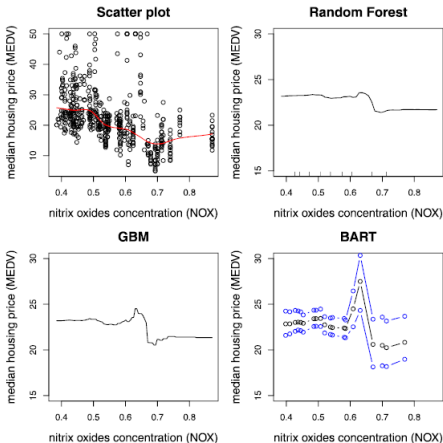 Scatter plot
median housing price (MEDV)
50
40
30
20
10
0.4 0.5 0.6 0.7 0.8
nitrix oxides concentration (NOX)
Random Forest
median housing price (MEDV)
30
25
20
15
0.4 0.5 0.6 0.7 0.8
nitrix oxides concentration (NOX)
GBM
median housing price (MEDV)
30
25
20
15
0.4 0.5 0.6 0.7 0.8
nitrix oxides concentration (NOX)
BART
median housing price (MEDV)
30
25
20
15
0.4 0.5 0.6 0.7 0.8
nitrix oxides concentration (NOX)